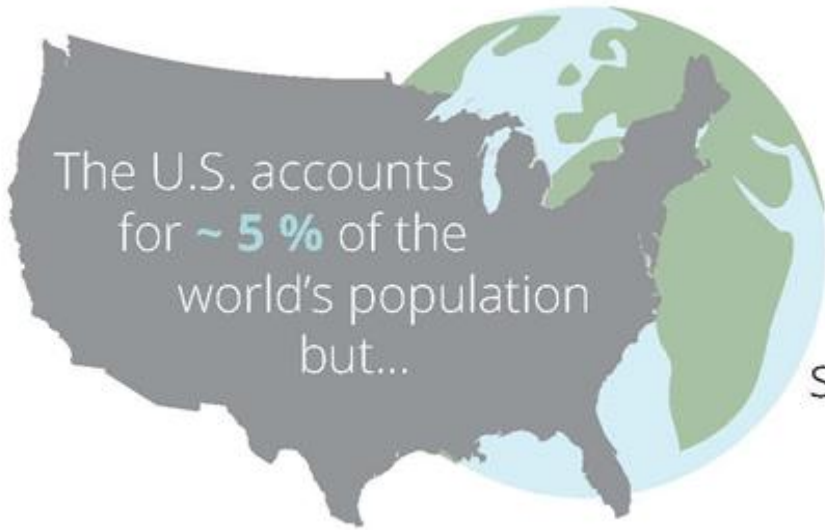 The U.S. accounts
for ~ 5 % of the
world's population
but...